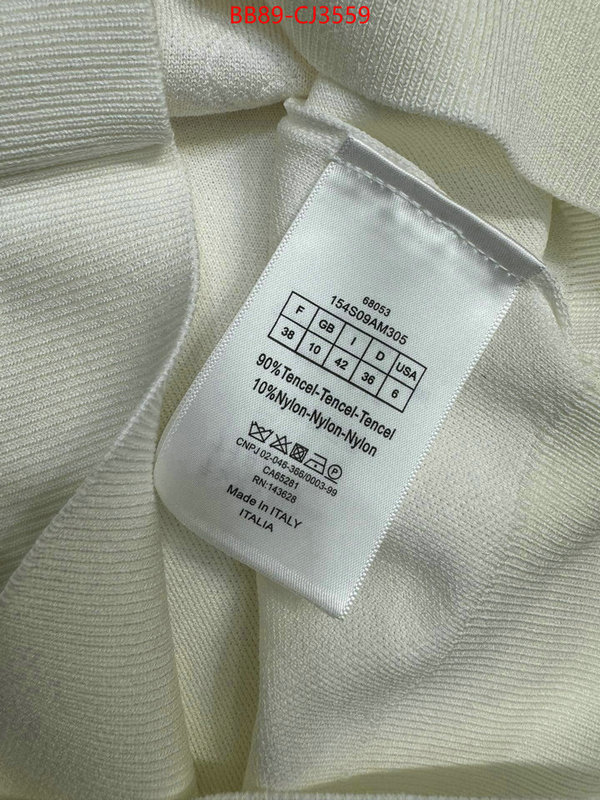 BB89-CJ3559
68053
154S09AM305
F GB I D USA
38 10 42 36 6
90%Tencel-Tencel-Tencel
10%Nylon-Nylon-Nylon
P
CNPJ 02-048-366/0003-99
CA65281
RN:143628
Made In ITALY
ITALIA